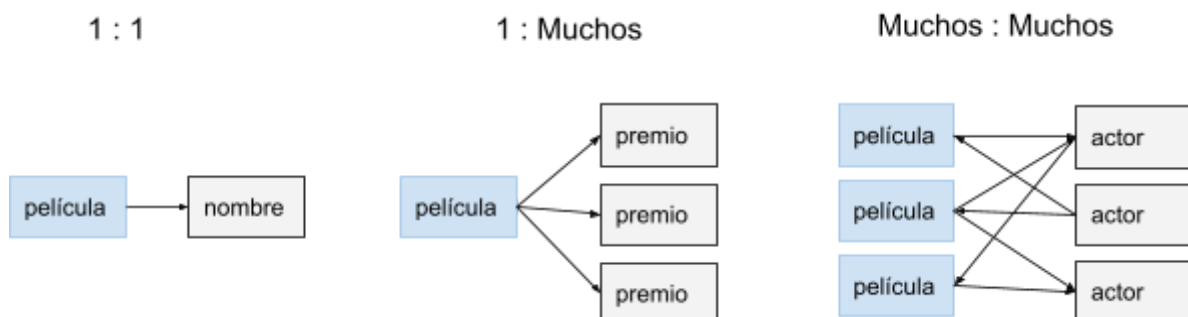 1 : 1
película
nombre
1 : Muchos
película
premio
premio
premio
Muchos : Muchos
película
película
película
actor
actor
actor